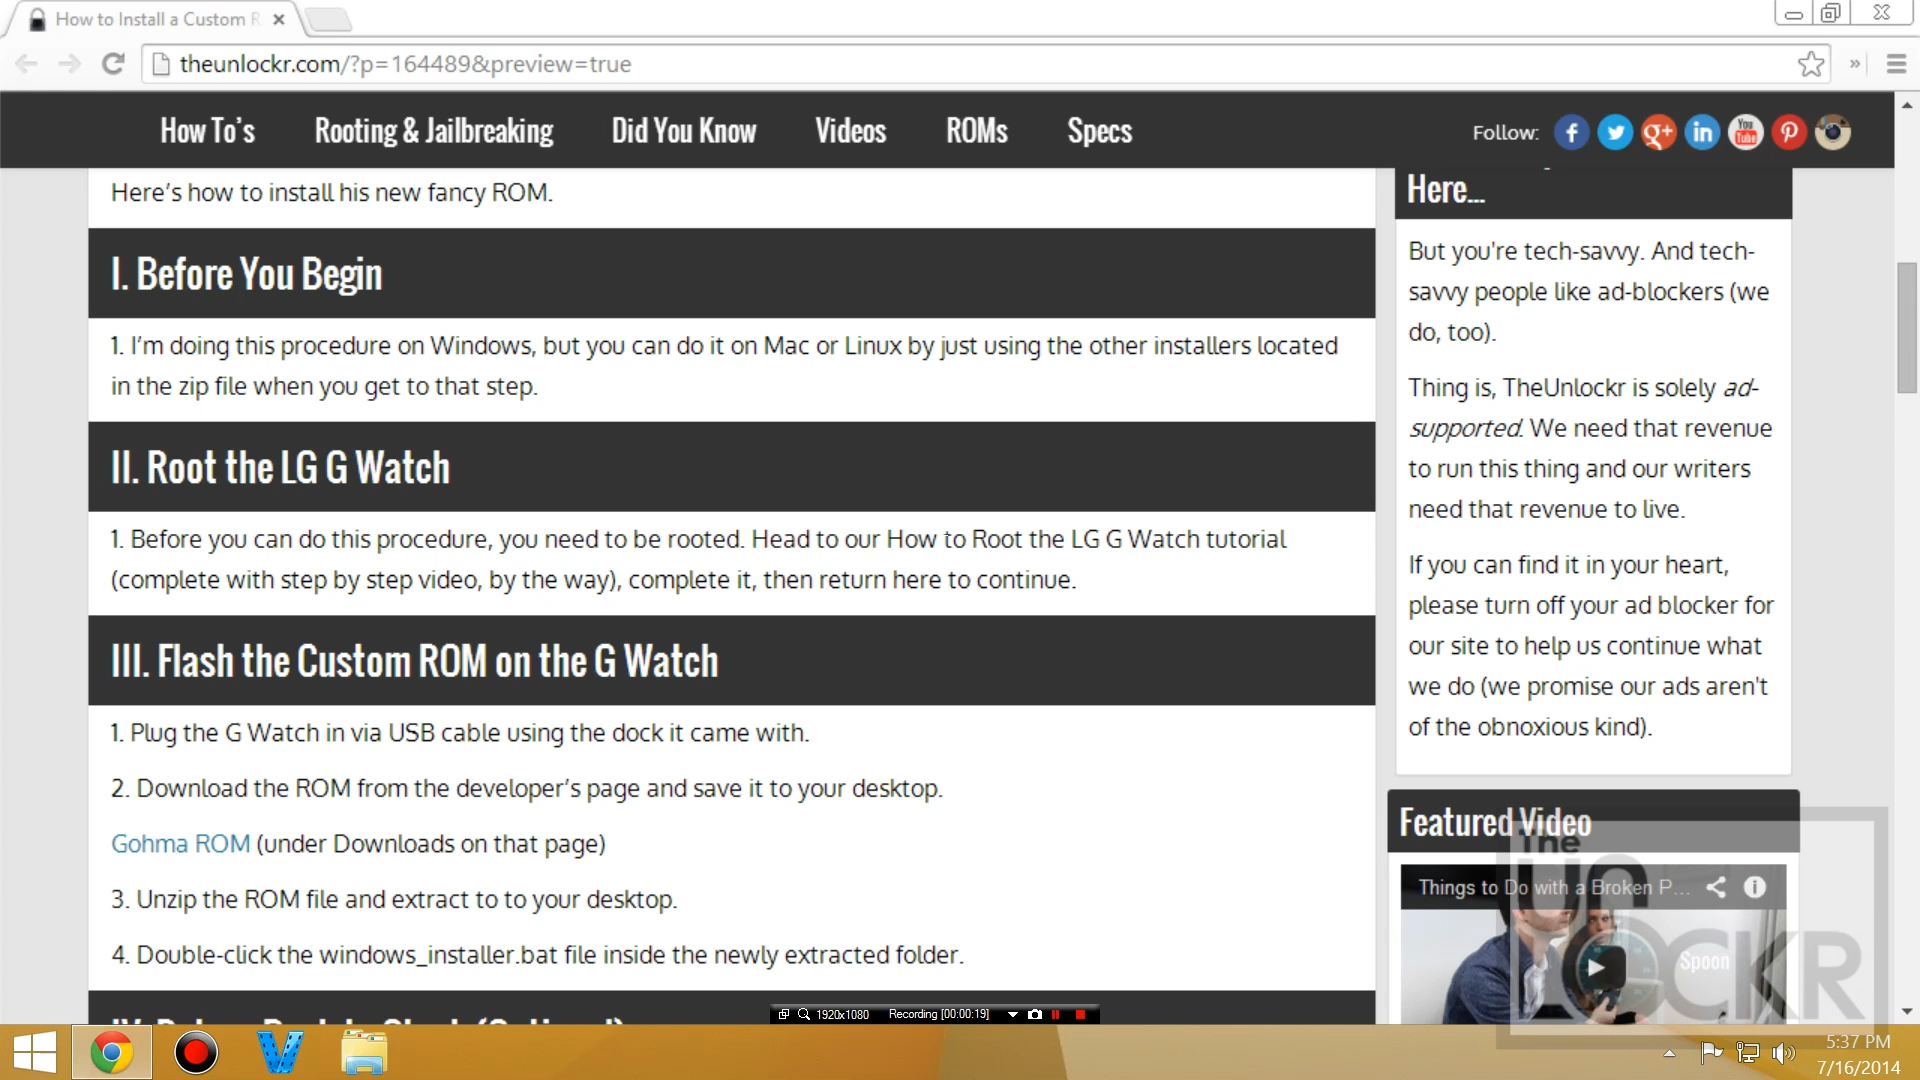 How to Install a Custom R
theunlockr.com/?p=164489&preview=true
How To's Rooting & Jailbreaking Did You Know Videos ROMs Specs Follow:
Here's how to install his new fancy ROM.
I. Before You Begin
1. I'm doing this procedure on Windows, but you can do it on Mac or Linux by just using the other installers located
in the zip file when you get to that step.
II. Root the LG G Watch
1. Before you can do this procedure, you need to be rooted. Head to our How to Root the LG G Watch tutorial
(complete with step by step video, by the way), complete it, then return here to continue.
III. Flash the Custom ROM on the G Watch
1. Plug the G Watch in via USB cable using the dock it came with.
2. Download the ROM from the developer's page and save it to your desktop.
Gohma ROM (under Downloads on that page)
3. Unzip the ROM file and extract to to your desktop.
4. Double-click the windows_installer.bat file inside the newly extracted folder.
Here...
But you're tech-savvy. And tech-
savvy people like ad-blockers (we
do, too).
Thing is, TheUnlockr is solely ad-
supported. We need that revenue
to run this thing and our writers
need that revenue to live.
If you can find it in your heart,
please turn off your ad blocker for
our site to help us continue what
we do (we promise our ads aren't
of the obnoxious kind).
Featured Video
Things to Do with a Broken P...
Spoon
The
UN
LOCKR
1920x1080 Recording [00:00:19]
5:37 PM
7/16/2014